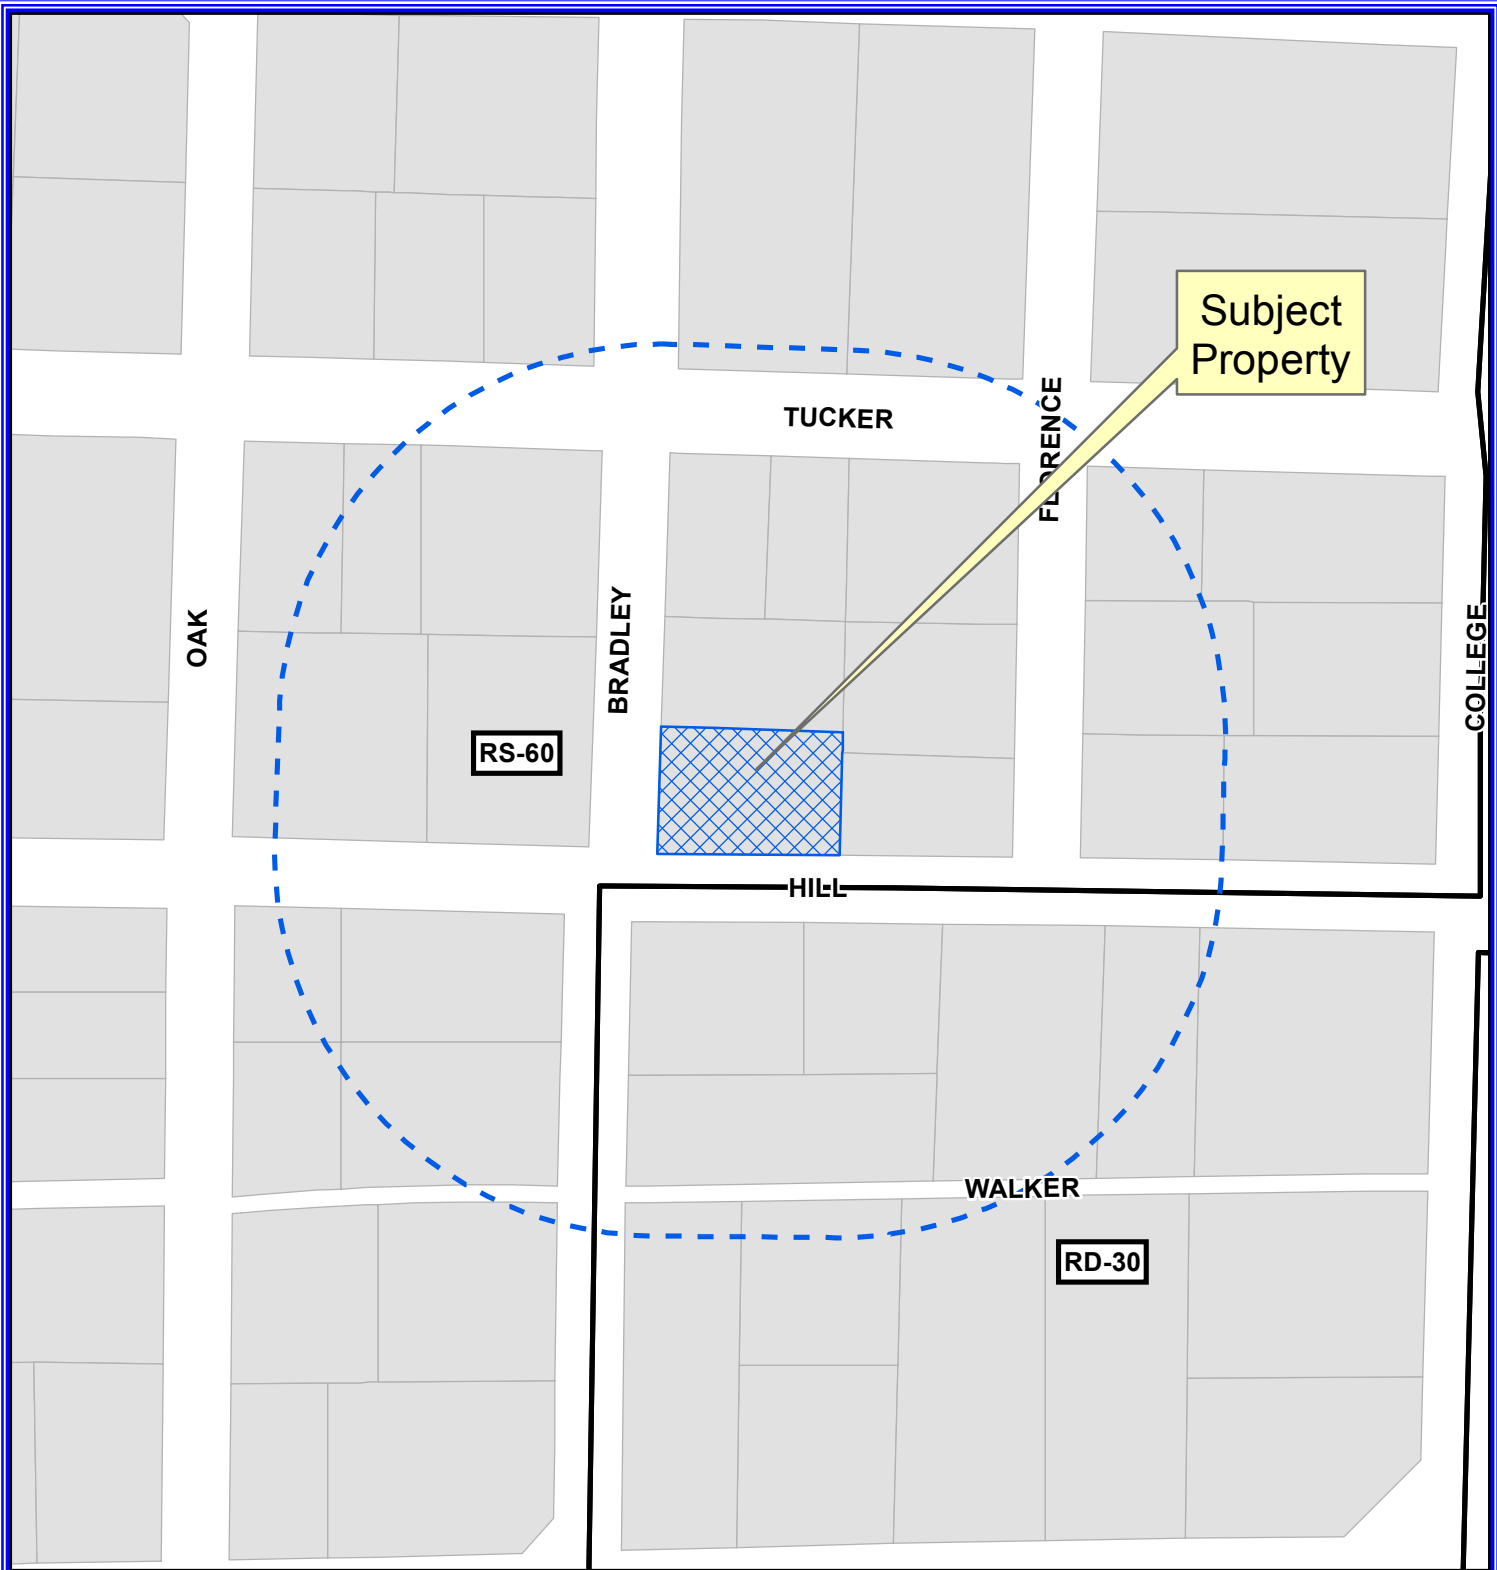 Subject
Property
TUCKER
FLORENCE
OAK
BRADLEY
COLLEGE
RS-60
HILL
WALKER
RD-30